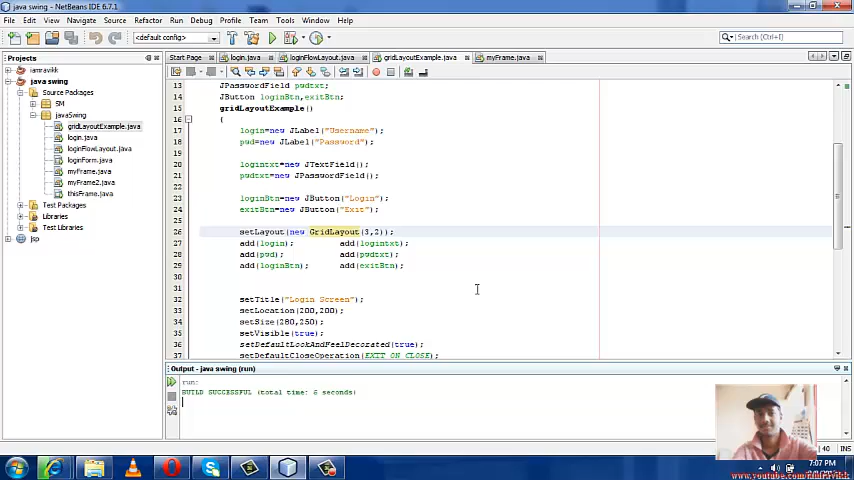 java swing - NetBeans IDE 6.7.1
File Edit View Navigate Source Refactor Run Debug Profile Team Tools Window Help
<default config>
Search (Ctrl+I)
Projects
Start Page login.java loginFlowLayout.java gridLayoutExample.java myFrame.java
iamravikk
java swing
Source Packages
SM
javaSwing
gridLayoutExample.java
login.java
loginFlowLayout.java
loginForm.java
myFrame.java
myFrame2.java
thisFrame.java
Test Packages
Libraries
Test Libraries
jsp
13 JPasswordField pwdtxt;
14 JButton loginBtn,exitBtn;
15 gridLayoutExample()
16 {
17 login=new JLabel("Username");
18 pwd=new JLabel("Password");
19
20 logintxt=new JTextField();
21 pwdtxt=new JPasswordField();
22
23 loginBtn=new JButton("Login");
24 exitBtn=new JButton("Exit");
25
26 setLayout(new GridLayout(3,2));
27 add(login); add(logintxt);
28 add(pwd); add(pwdtxt);
29 add(loginBtn); add(exitBtn);
30
31
32 setTitle("Login Screen");
33 setLocation(200,200);
34 setSize(280,250);
35 setVisible(true);
36 setDefaultLookAndFeelDecorated(true);
37 setDefaultCloseOperation(EXIT_ON_CLOSE);
Output - java swing (run)
run:
BUILD SUCCESSFUL (total time: 6 seconds)
40 INS
7:07 PM